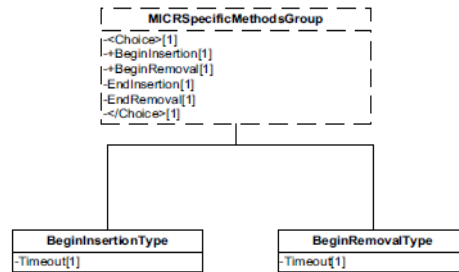 MICRSpecificMethodsGroup
-<Choice>[1]
-+BeginInsertion[1]
-+BeginRemoval[1]
-EndInsertion[1]
-EndRemoval[1]
-</Choice>[1]
BeginInsertionType
-Timeout[1]
BeginRemovalType
-Timeout[1]